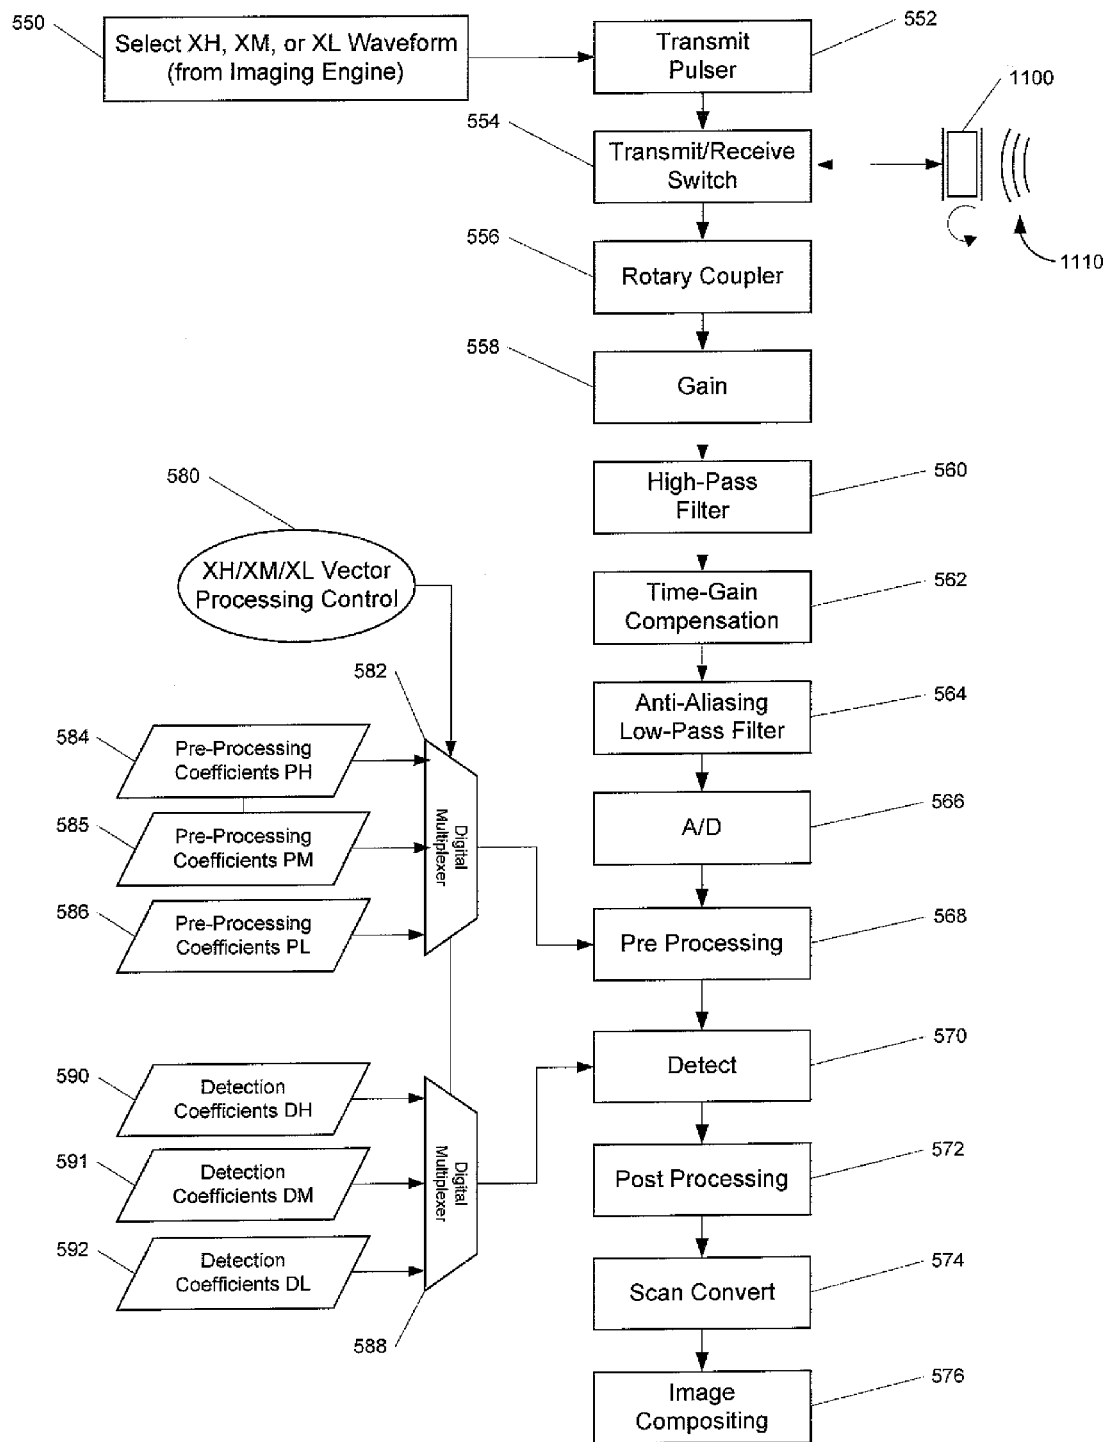 550
Select XH, XM, or XL Waveform
(from Imaging Engine)
Transmit
Pulser
552
554
Transmit/Receive
Switch
1100
1110
556
Rotary Coupler
558
Gain
High-Pass
Filter
560
580
XH/XM/XL Vector
Processing Control
Time-Gain
Compensation
562
582
Anti-Aliasing
Low-Pass Filter
564
584
Pre-Processing
Coefficients PH
585
Pre-Processing
Coefficients PM
586
Pre-Processing
Coefficients PL
Digital
Multiplexer
A/D
566
Pre Processing
568
590
Detection
Coefficients DH
591
Detection
Coefficients DM
592
Detection
Coefficients DL
Digital
Multiplexer
588
Detect
570
Post Processing
572
Scan Convert
574
Image
Compositing
576